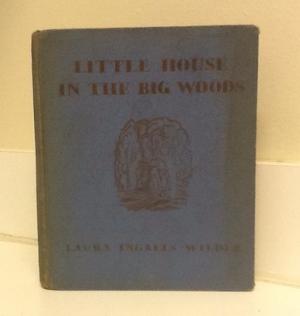 LITTLE HOUSE
IN THE BIG WOODS
LAURA INGALLS WILDER